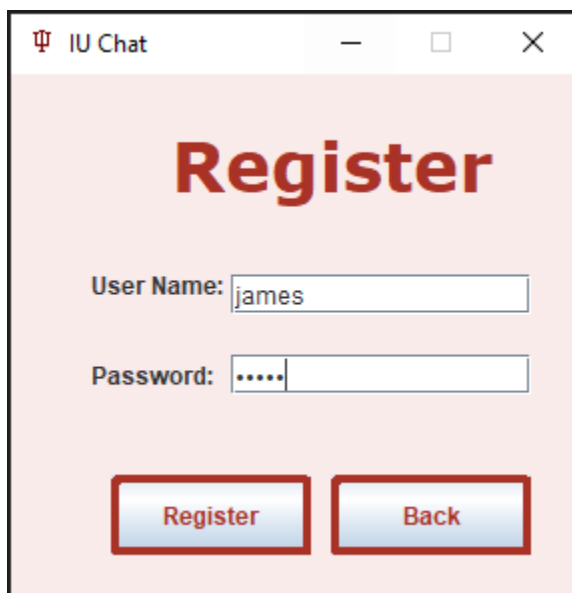 IU Chat
Register
User Name: james
Password: •••••
Register Back